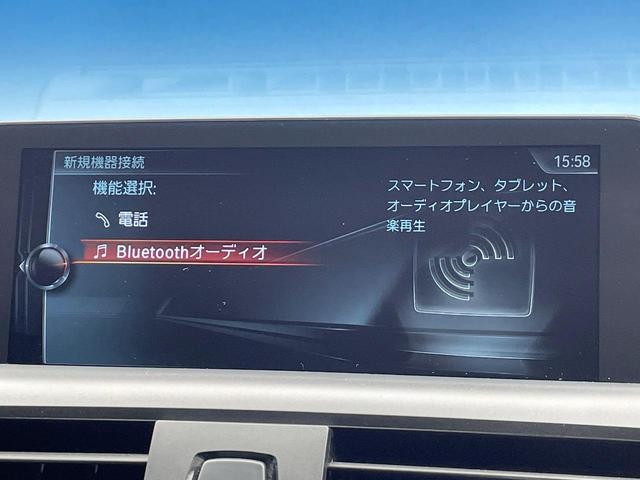 新規機器接続
15:58
機能選択:
電話
Bluetoothオーディオ
スマートフォン、タブレット、
オーディオプレイヤーからの音
楽再生